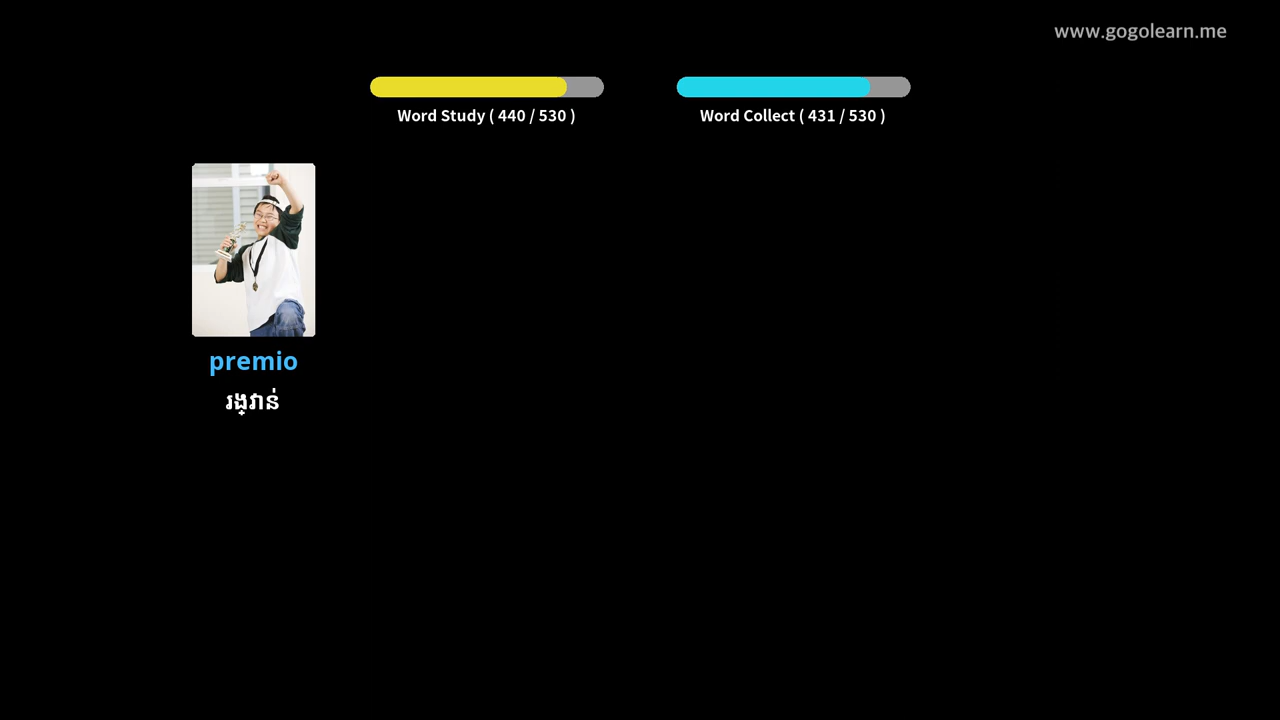 www.gogolearn.me
Word Study ( 440 / 530 )
Word Collect ( 431 / 530 )
premio
រង្វាន់